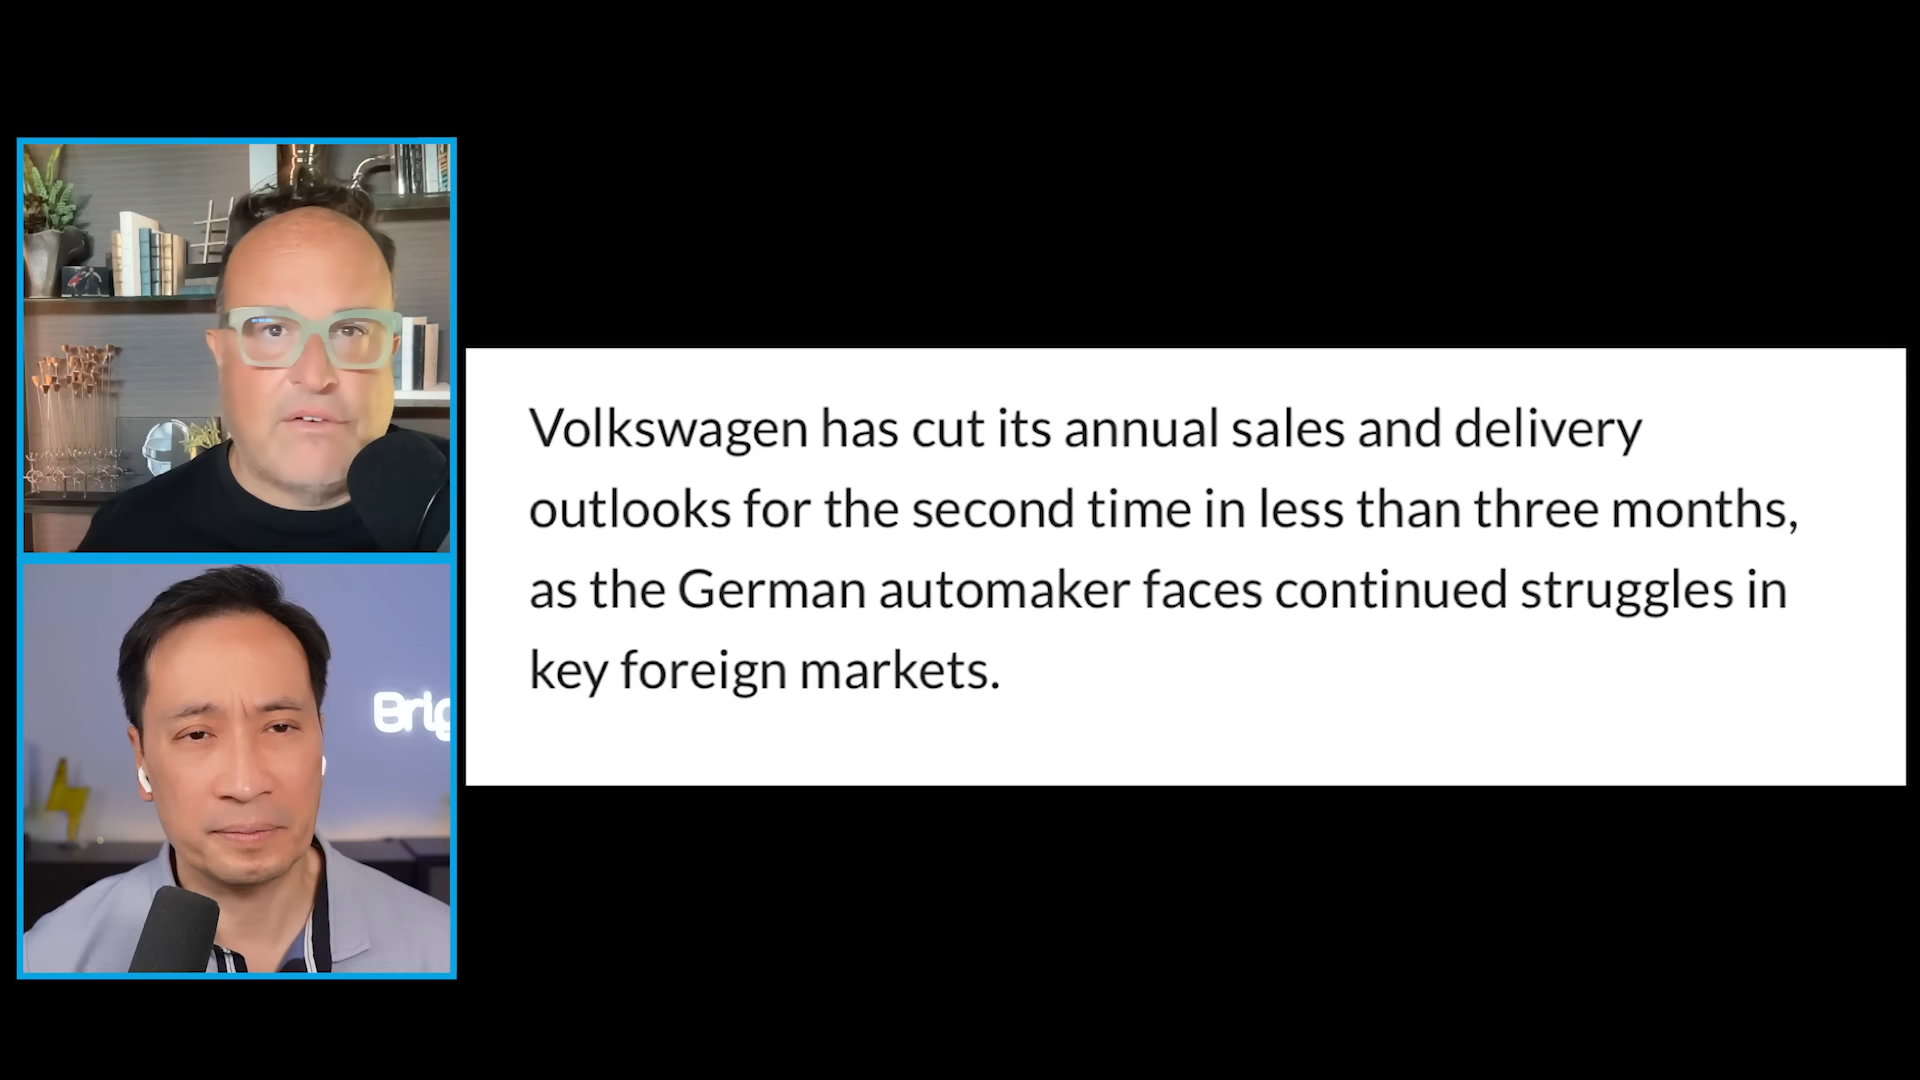 Volkswagen has cut its annual sales and delivery
outlooks for the second time in less than three months,
as the German automaker faces continued struggles in
key foreign markets.
Brig